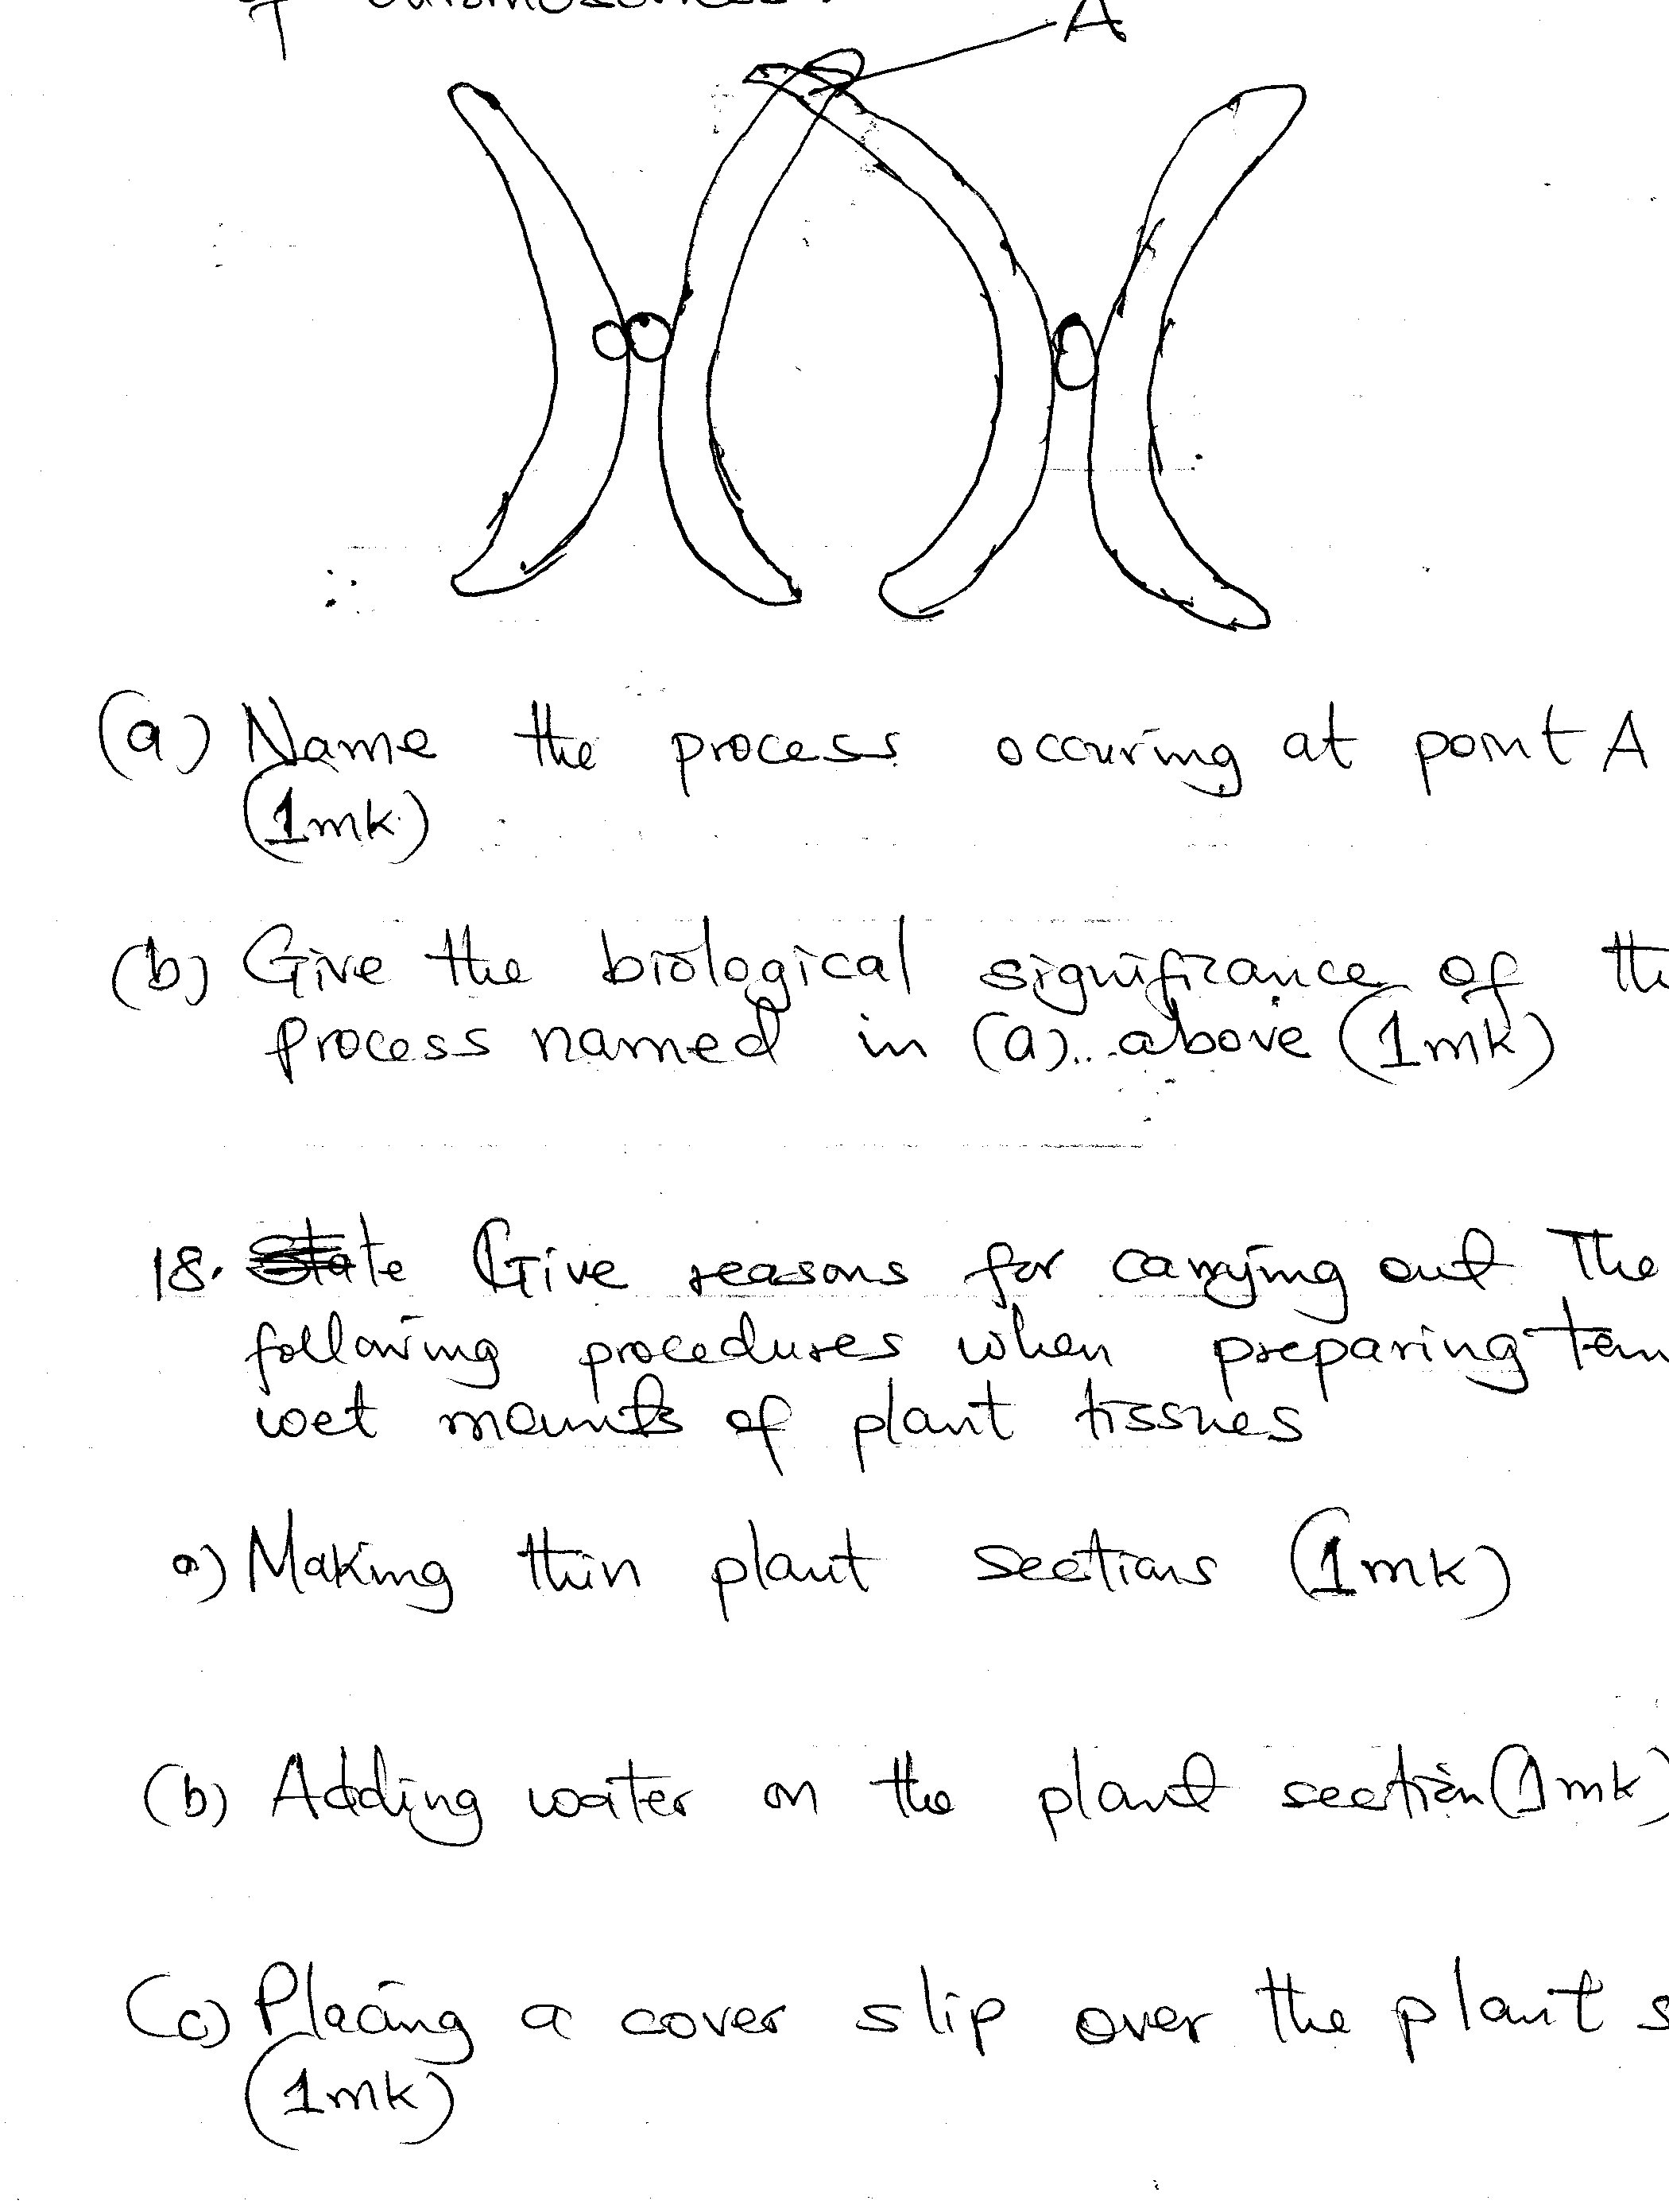 A
(a) Name the process occuring at point A
(1mk)
(b) Give the biological significance of
process named in (a)... above (1mk)
18. State Give reasons for carrying out The
following procedures when preparing
wet mounts of plant tissues
a) Making thin plant sections (1mk)
(b) Adding water on the plant section (1mk)
(c) Placing a cover slip over the plant
(1mk)